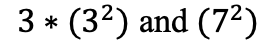 3 * (3²) and (7²)